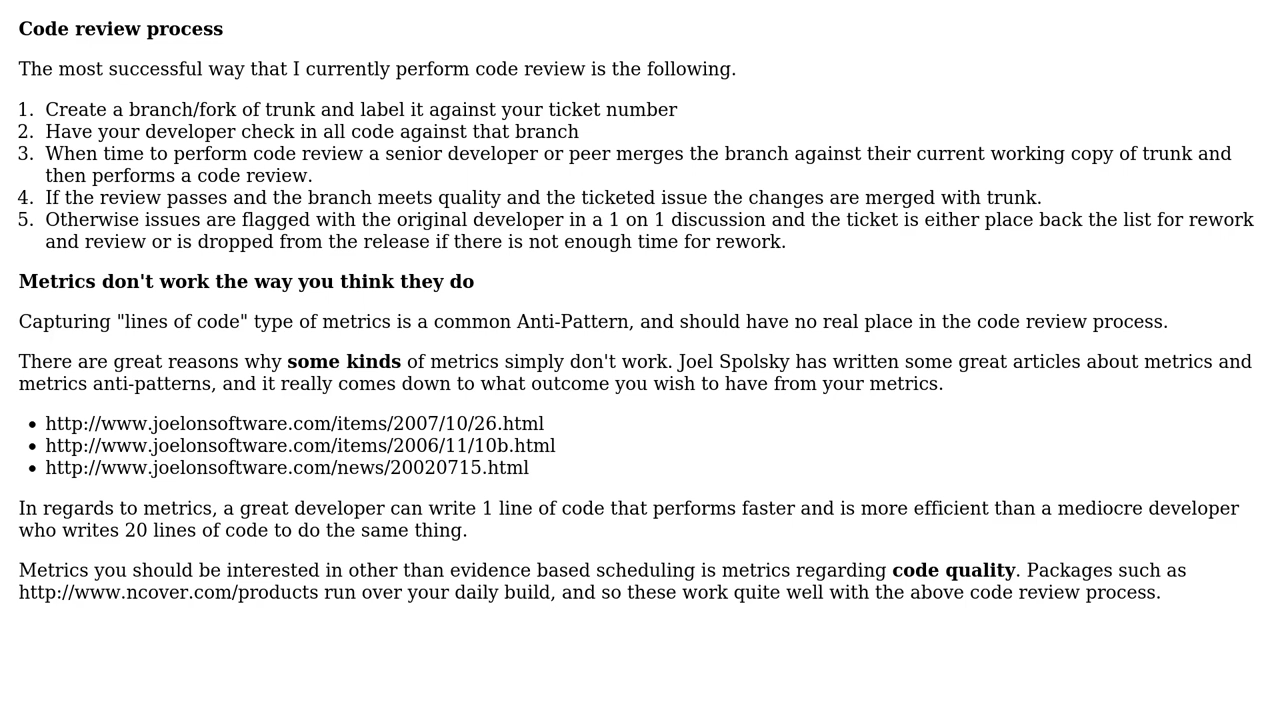 Code review process
The most successful way that I currently perform code review is the following.
1. Create a branch/fork of trunk and label it against your ticket number
2. Have your developer check in all code against that branch
3. When time to perform code review a senior developer or peer merges the branch against their current working copy of trunk and
then performs a code review.
4. If the review passes and the branch meets quality and the ticketed issue the changes are merged with trunk.
5. Otherwise issues are flagged with the original developer in a 1 on 1 discussion and the ticket is either place back the list for rework
and review or is dropped from the release if there is not enough time for rework.
Metrics don't work the way you think they do
Capturing "lines of code" type of metrics is a common Anti-Pattern, and should have no real place in the code review process.
There are great reasons why some kinds of metrics simply don't work. Joel Spolsky has written some great articles about metrics and
metrics anti-patterns, and it really comes down to what outcome you wish to have from your metrics.
• http://www.joelonsoftware.com/items/2007/10/26.html
• http://www.joelonsoftware.com/items/2006/11/10b.html
• http://www.joelonsoftware.com/news/20020715.html
In regards to metrics, a great developer can write 1 line of code that performs faster and is more efficient than a mediocre developer
who writes 20 lines of code to do the same thing.
Metrics you should be interested in other than evidence based scheduling is metrics regarding code quality. Packages such as
http://www.ncover.com/products run over your daily build, and so these work quite well with the above code review process.